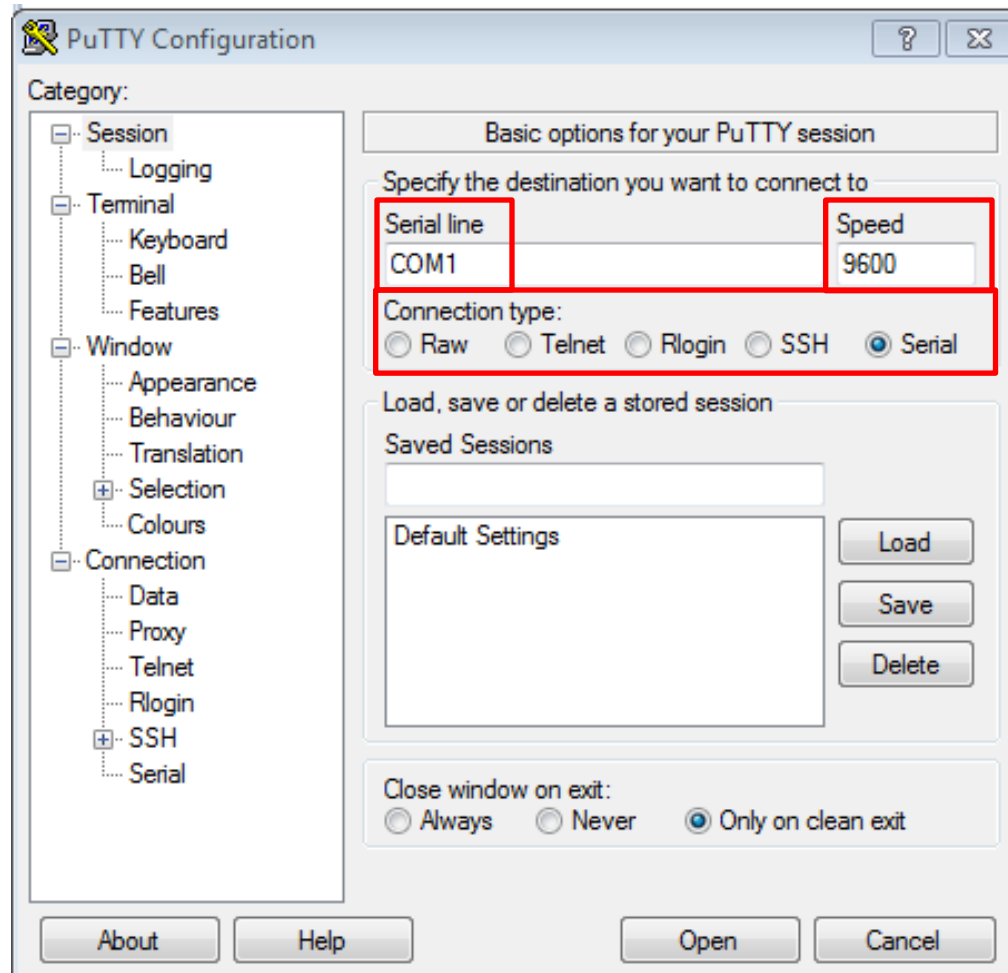 PuTTY Configuration
Category:
Session
Logging
Terminal
Keyboard
Bell
Features
Window
Appearance
Behaviour
Translation
Selection
Colours
Connection
Data
Proxy
Telnet
Rlogin
SSH
Serial
Basic options for your PuTTY session
Specify the destination you want to connect to
Serial line Speed
COM1 9600
Connection type:
Raw Telnet Rlogin SSH Serial
Load, save or delete a stored session
Saved Sessions
Default Settings
Load
Save
Delete
Close window on exit:
Always Never Only on clean exit
About Help Open Cancel